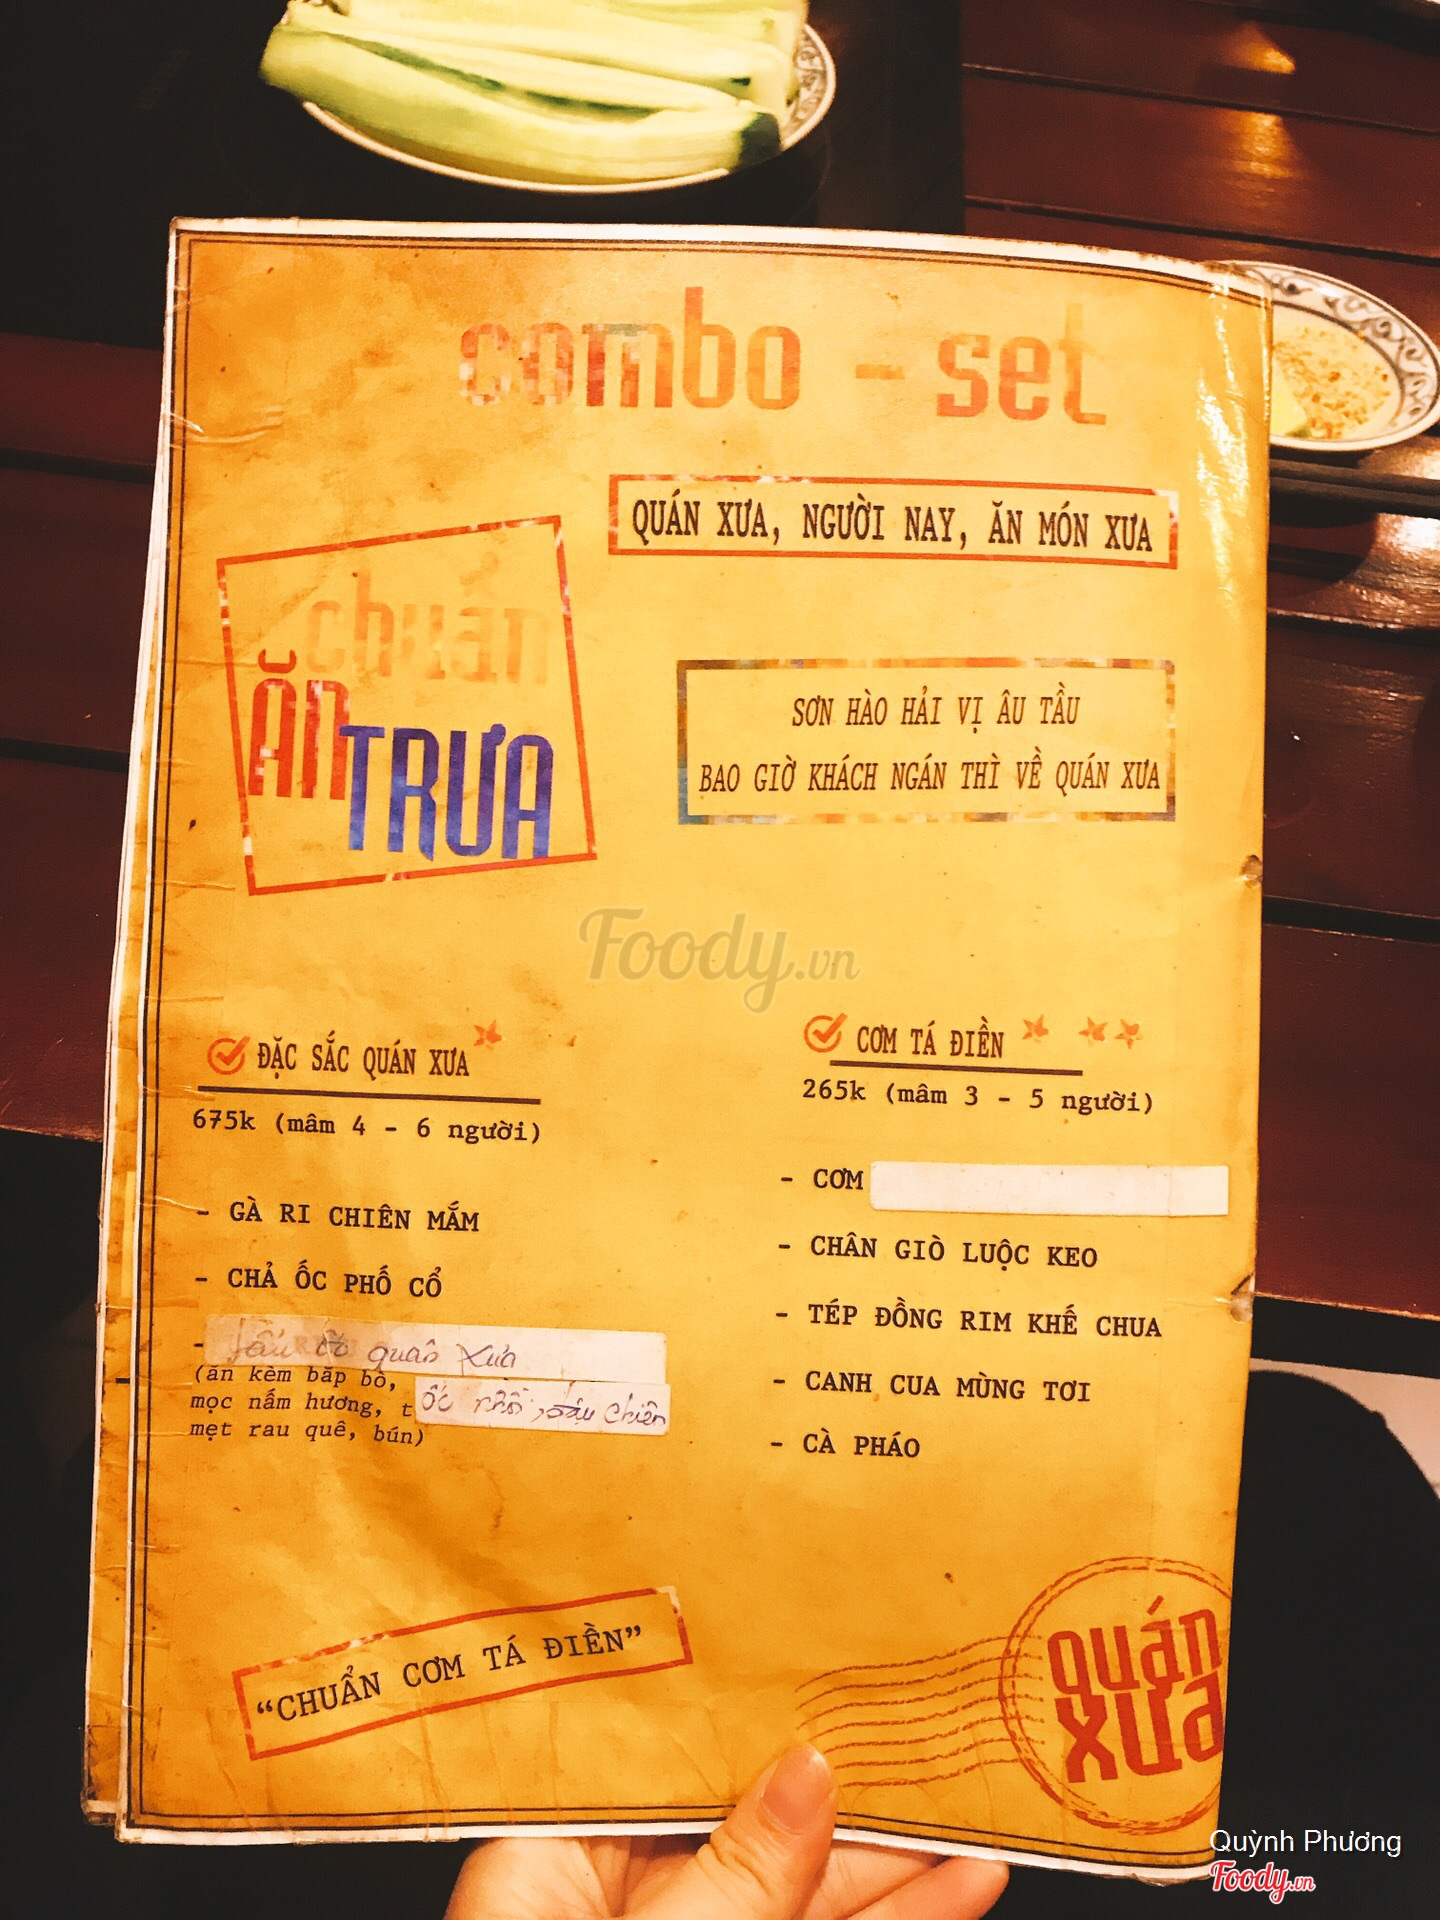 combo - set
QUÁN XƯA, NGƯỜI NAY, ĂN MÓN XƯA
chuẩn
ĂN
TRƯA
SƠN HÀO HẢI VỊ ÂU TẦU
BAO GIỜ KHÁCH NGÁN THÌ VỀ QUÁN XƯA
Foody.vn
ĐẶC SẮC QUÁN XƯA
675k (mâm 4 - 6 người)
- GÀ RI CHIÊN MẮM
- CHẢ ỐC PHỐ CỔ
- quán xưa
(ăn kèm bắp bò,
mọc nấm hương, t ốc nhồi, đậu chiên
mẹt rau quê, bún)
CƠM TÁ ĐIỀN
265k (mâm 3 - 5 người)
- CƠM
- CHÂN GIÒ LUỘC KEO
- TÉP ĐỒNG RIM KHẾ CHUA
- CANH CUA MÙNG TƠI
- CÀ PHÁO
“CHUẨN CƠM TÁ ĐIỀN”
quán
xưa
Quỳnh Phương
Foody.vn